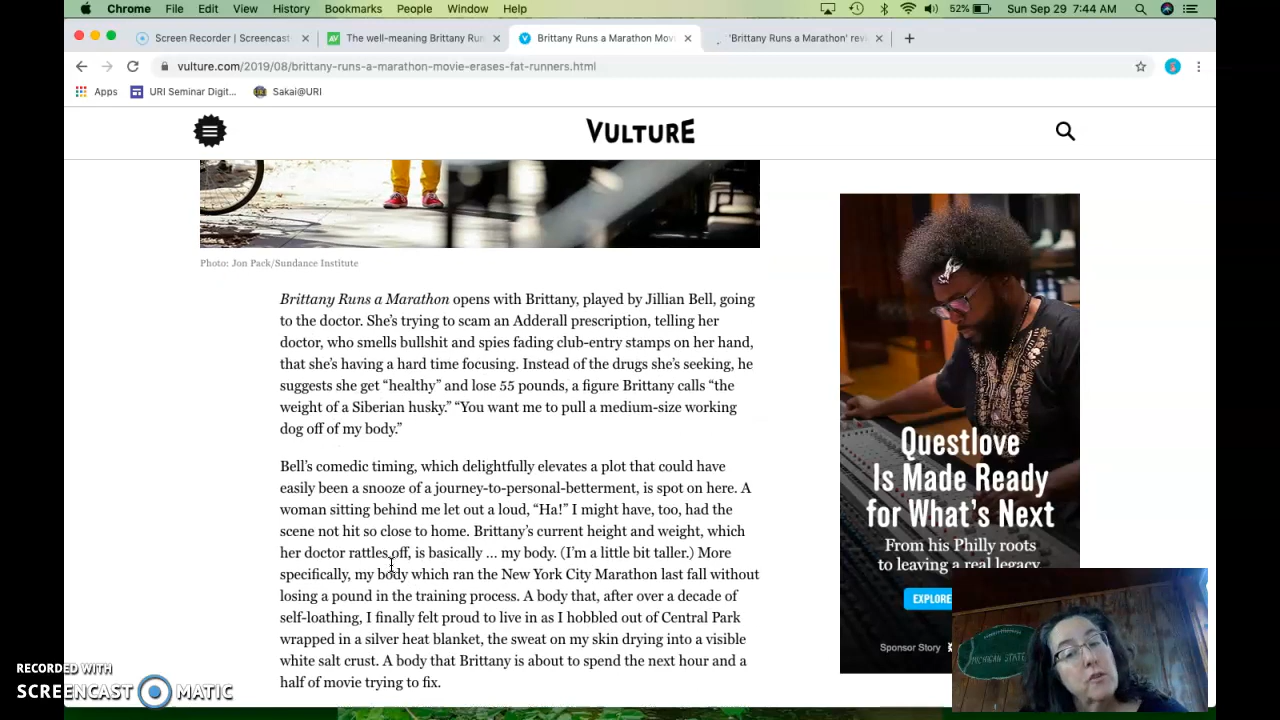 Chrome File Edit View History Bookmarks People Window Help 52% Sun Sep 29 7:44 AM
Screen Recorder | Screencast The well-meaning Brittany Run Brittany Runs a Marathon Mov 'Brittany Runs a Marathon' revi
vulture.com/2019/08/brittany-runs-a-marathon-movie-erases-fat-runners.html
Apps URI Seminar Digit... Sakai@URI
VULTURE
Photo: Jon Pack/Sundance Institute
Brittany Runs a Marathon opens with Brittany, played by Jillian Bell, going
to the doctor. She's trying to scam an Adderall prescription, telling her
doctor, who smells bullshit and spies fading club-entry stamps on her hand,
that she's having a hard time focusing. Instead of the drugs she's seeking, he
suggests she get “healthy” and lose 55 pounds, a figure Brittany calls “the
weight of a Siberian husky.” “You want me to pull a medium-size working
dog off of my body.”
Bell's comedic timing, which delightfully elevates a plot that could have
easily been a snooze of a journey-to-personal-betterment, is spot on here. A
woman sitting behind me let out a loud, “Ha!” I might have, too, had the
scene not hit so close to home. Brittany's current height and weight, which
her doctor rattles off, is basically … my body. (I'm a little bit taller.) More
specifically, my body which ran the New York City Marathon last fall without
losing a pound in the training process. A body that, after over a decade of
self-loathing, I finally felt proud to live in as I hobbled out of Central Park
wrapped in a silver heat blanket, the sweat on my skin drying into a visible
white salt crust. A body that Brittany is about to spend the next hour and a
half of movie trying to fix.
Questlove
Is Made Ready
for What's Next
From his Philly roots
to leaving a real legacy
EXPLORE
Sponsor Story
MICHIGAN STATE
RECORDED WITH
SCREENCAST MATIC